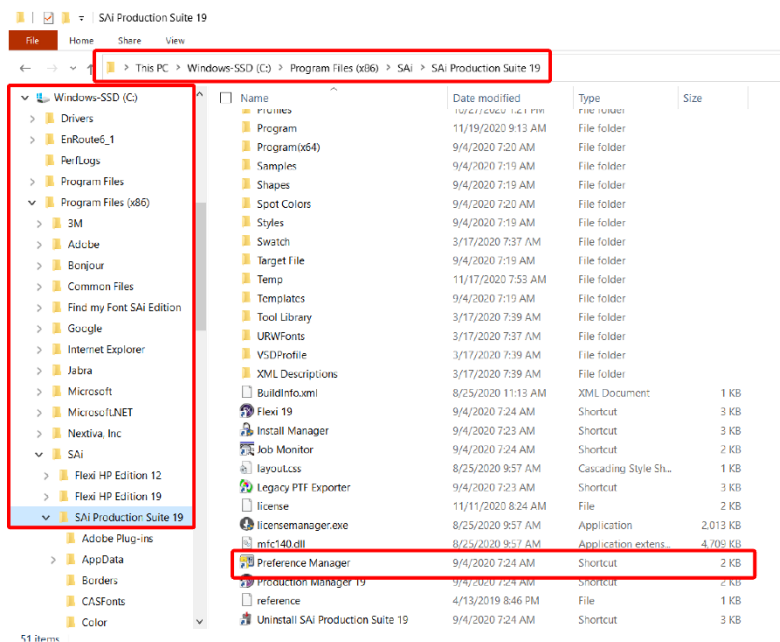 SAi Production Suite 19
File Home Share View
This PC > Windows-SSD (C:) > Program Files (x86) > SAi > SAi Production Suite 19
Windows-SSD (C:)
Drivers
EnRoute6_1
PerfLogs
Program Files
Program Files (x86)
3M
Adobe
Bonjour
Common Files
Find my Font SAi Edition
Google
Internet Explorer
Jabra
Microsoft
Microsoft.NET
Nextiva, Inc
SAi
Flexi HP Edition 12
Flexi HP Edition 19
SAi Production Suite 19
Adobe Plug-ins
AppData
Borders
CASFonts
Color
51 items
Name Date modified Type Size
Profiles 10/27/2020 1:21 PM File folder
Program 11/19/2020 9:13 AM File folder
Program(x64) 9/4/2020 7:20 AM File folder
Samples 9/4/2020 7:19 AM File folder
Shapes 9/4/2020 7:19 AM File folder
Spot Colors 9/4/2020 7:20 AM File folder
Styles 9/4/2020 7:19 AM File folder
Swatch 3/17/2020 7:37 AM File folder
Target File 9/4/2020 7:19 AM File folder
Temp 11/17/2020 7:53 AM File folder
Templates 9/4/2020 7:19 AM File folder
Tool Library 3/17/2020 7:39 AM File folder
URWFonts 3/17/2020 7:37 AM File folder
VSDProfile 3/17/2020 7:39 AM File folder
XML Descriptions 3/17/2020 7:39 AM File folder
BuildInfo.xml 8/25/2020 11:13 AM XML Document 1 KB
Flexi 19 9/4/2020 7:24 AM Shortcut 3 KB
Install Manager 9/4/2020 7:23 AM Shortcut 3 KB
Job Monitor 9/4/2020 7:24 AM Shortcut 2 KB
layout.css 8/25/2020 9:57 AM Cascading Style Sh... 1 KB
Legacy PTF Exporter 9/4/2020 7:23 AM Shortcut 3 KB
license 11/11/2020 8:24 AM File 2 KB
licensemanager.exe 8/25/2020 9:57 AM Application 2,013 KB
mfc140.dll 8/25/2020 9:57 AM Application extens... 4,709 KB
Preference Manager 9/4/2020 7:24 AM Shortcut 2 KB
Production Manager 19 9/4/2020 7:24 AM Shortcut 2 KB
reference 4/13/2019 8:46 PM File 1 KB
Uninstall SAi Production Suite 19 9/4/2020 7:24 AM Shortcut 3 KB